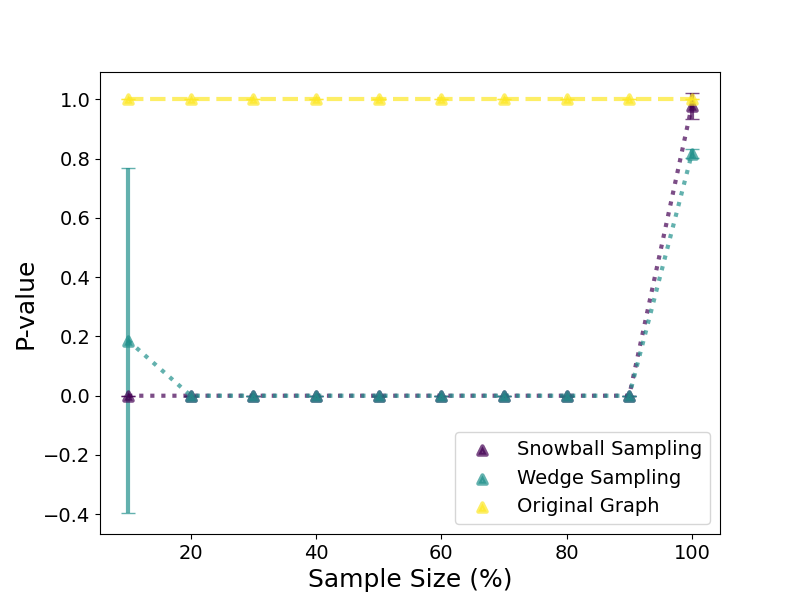 1.0
0.8
0.6
0.4
0.2
0.0
−0.2
−0.4
P-value
Snowball Sampling
Wedge Sampling
Original Graph
20 40 60 80 100
Sample Size (%)